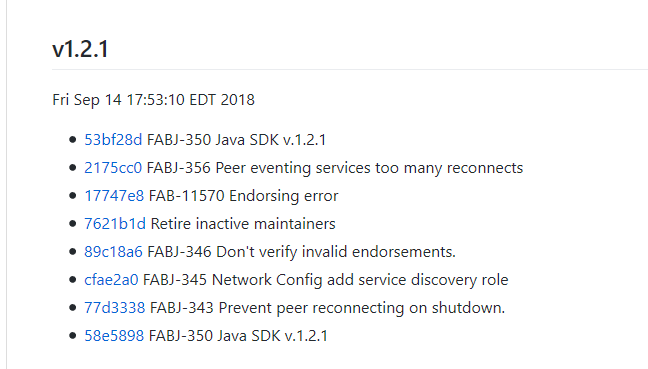 v1.2.1
Fri Sep 14 17:53:10 EDT 2018
53bf28d FABJ-350 Java SDK v.1.2.1
2175cc0 FABJ-356 Peer eventing services too many reconnects
17747e8 FAB-11570 Endorsing error
7621b1d Retire inactive maintainers
89c18a6 FABJ-346 Don't verify invalid endorsements.
cfae2a0 FABJ-345 Network Config add service discovery role
77d3338 FABJ-343 Prevent peer reconnecting on shutdown.
58e5898 FABJ-350 Java SDK v.1.2.1